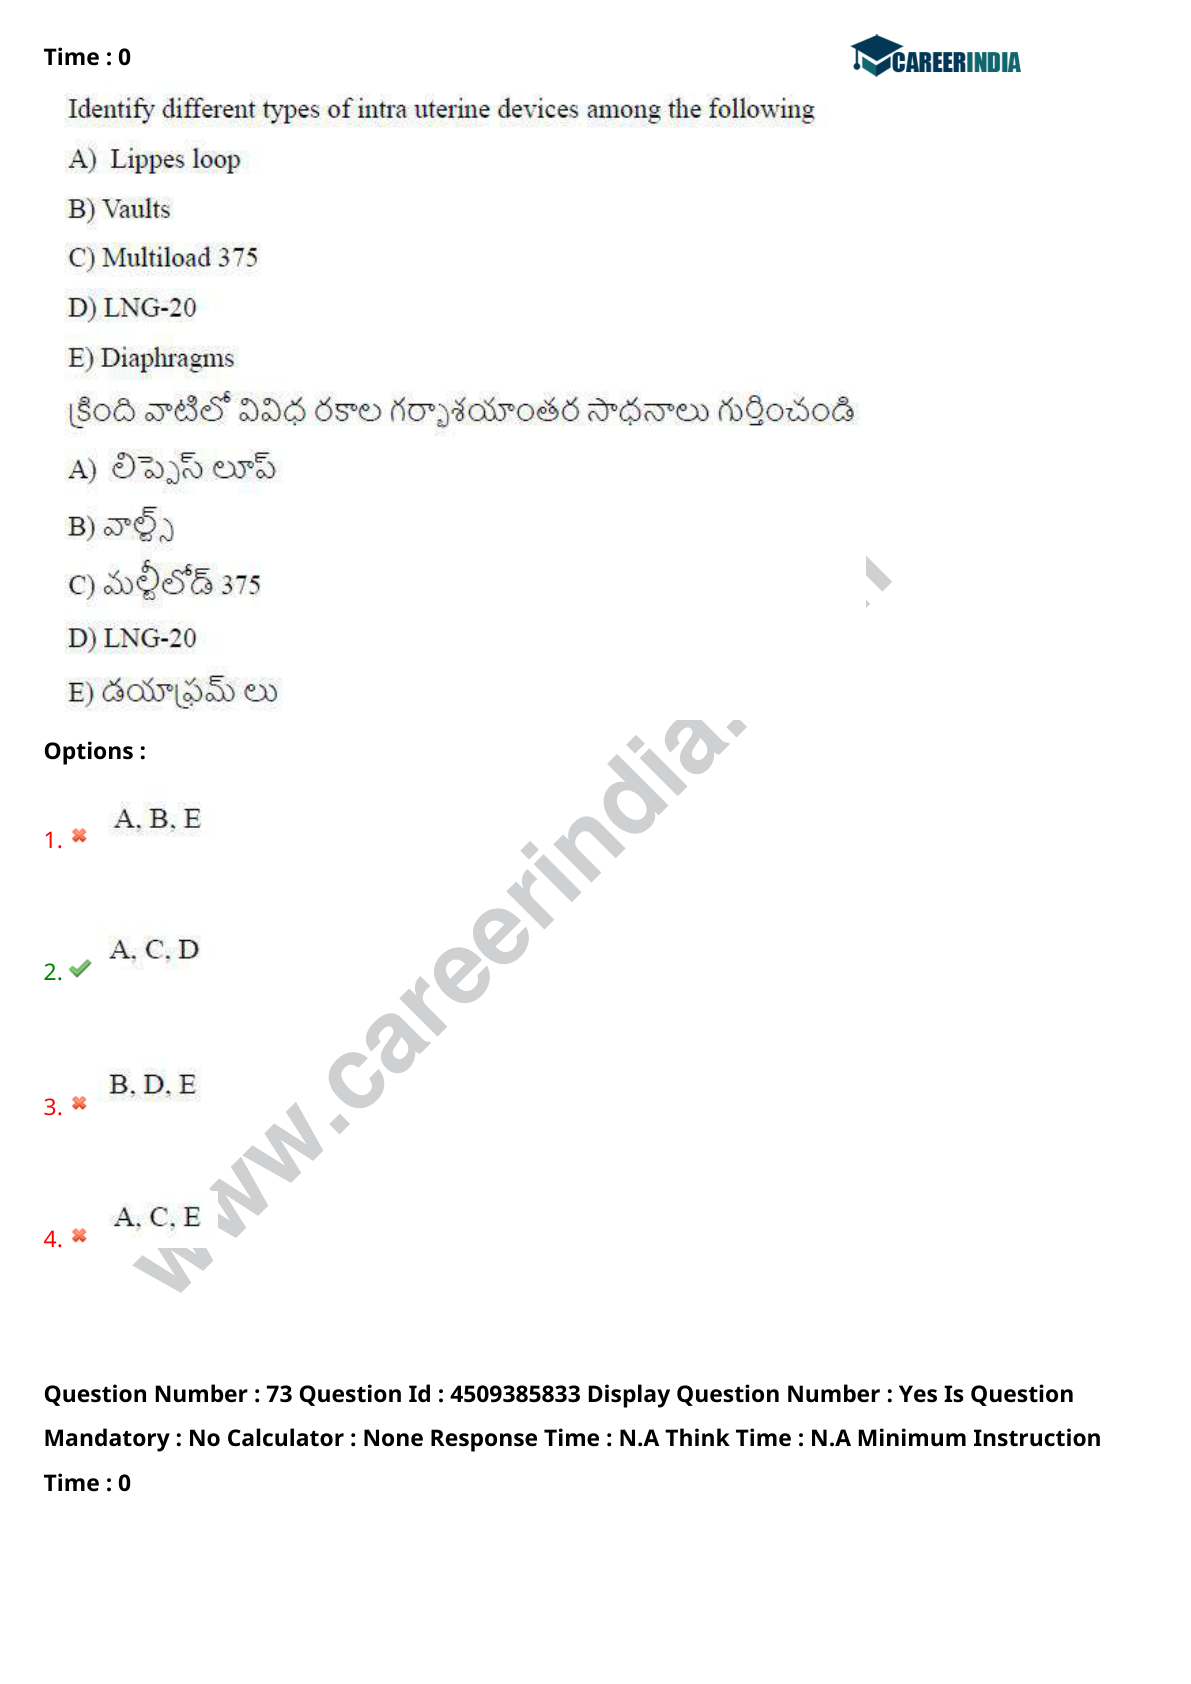 Time : 0
CAREERINDIA
Identify different types of intra uterine devices among the following
A) Lippes loop
B) Vaults
C) Multiload 375
D) LNG-20
E) Diaphragms
క్రింది వాటిలో వివిధ రకాల గర్భాశయాంతర సాధనాలు గుర్తించండి
A) లిప్పెస్ లూప్
B) వాల్ట్స్
C) మల్టీలోడ్ 375
D) LNG-20
E) డయాఫ్రమ్ లు
Options :
1. A, B, E
2. A, C, D
3. B, D, E
4. A, C, E
www.careerindia.
Question Number : 73 Question Id : 4509385833 Display Question Number : Yes Is Question
Mandatory : No Calculator : None Response Time : N.A Think Time : N.A Minimum Instruction
Time : 0